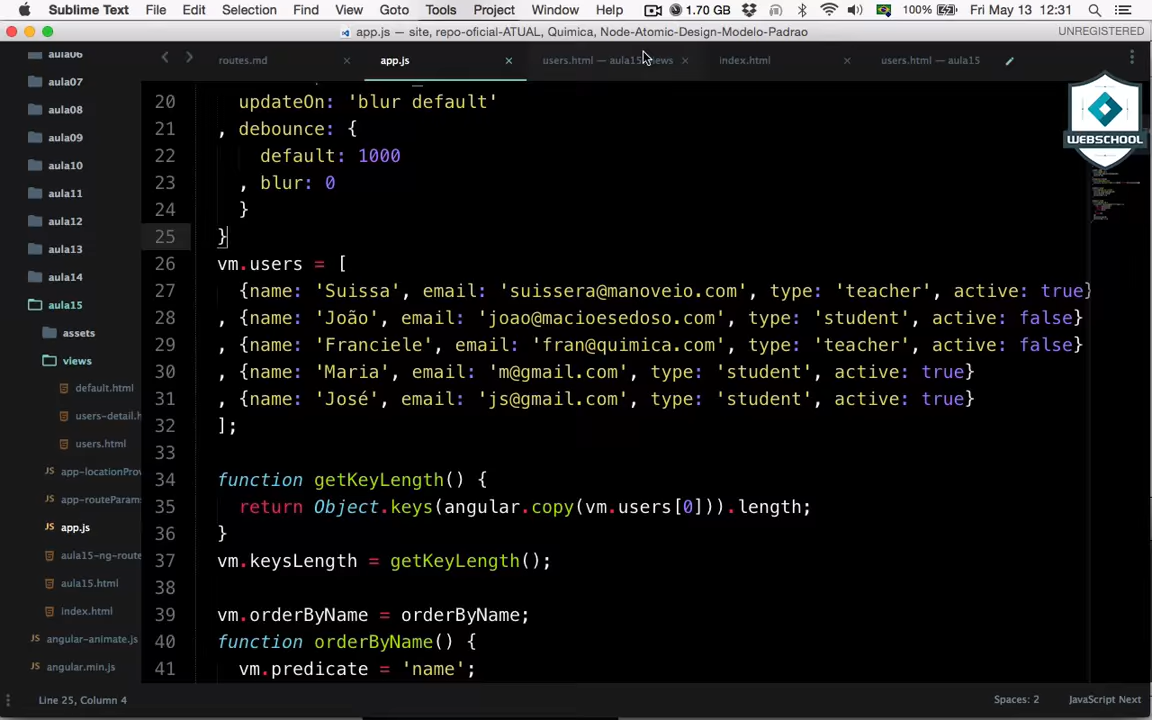 Sublime Text File Edit Selection Find View Goto Tools Project Window Help 1.70 GB 100% Fri May 13 12:31
app.js — site, repo-oficial-ATUAL, Quimica, Node-Atomic-Design-Modelo-Padrao UNREGISTERED
routes.md app.js users.html — aula15 index.html users.html — aula15
WEBSCHOOL
aula06
aula07
aula08
aula09
aula10
aula11
aula12
aula13
aula14
aula15
assets
views
default.html
users-detail.h
users.html
app-locationProv
app-routeParams
app.js
aula15-ng-route
aula15.html
index.html
angular-animate.js
angular.min.js
20 updateOn: 'blur default'
21 , debounce: {
22 default: 1000
23 , blur: 0
24 }
25 }
26 vm.users = [
27 {name: 'Suissa', email: 'suissera@manoveio.com', type: 'teacher', active: true}
28 , {name: 'João', email: 'joao@macioesedoso.com', type: 'student', active: false}
29 , {name: 'Franciele', email: 'fran@quimica.com', type: 'teacher', active: false}
30 , {name: 'Maria', email: 'm@gmail.com', type: 'student', active: true}
31 , {name: 'José', email: 'js@gmail.com', type: 'student', active: true}
32 ];
33
34 function getKeyLength() {
35 return Object.keys(angular.copy(vm.users[0])).length;
36 }
37 vm.keysLength = getKeyLength();
38
39 vm.orderByName = orderByName;
40 function orderByName() {
41 vm.predicate = 'name';
Line 25, Column 4 Spaces: 2 JavaScript Next